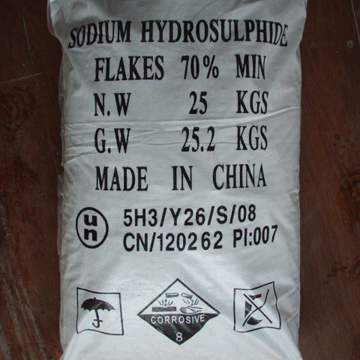 SODIUM HYDROSULPHIDE
FLAKES 70% MIN
N.W 25 KGS
G.W 25.2 KGS
MADE IN CHINA
un 5H3/Y26/S/08
CN/120262 PI:007
CORROSIVE
8